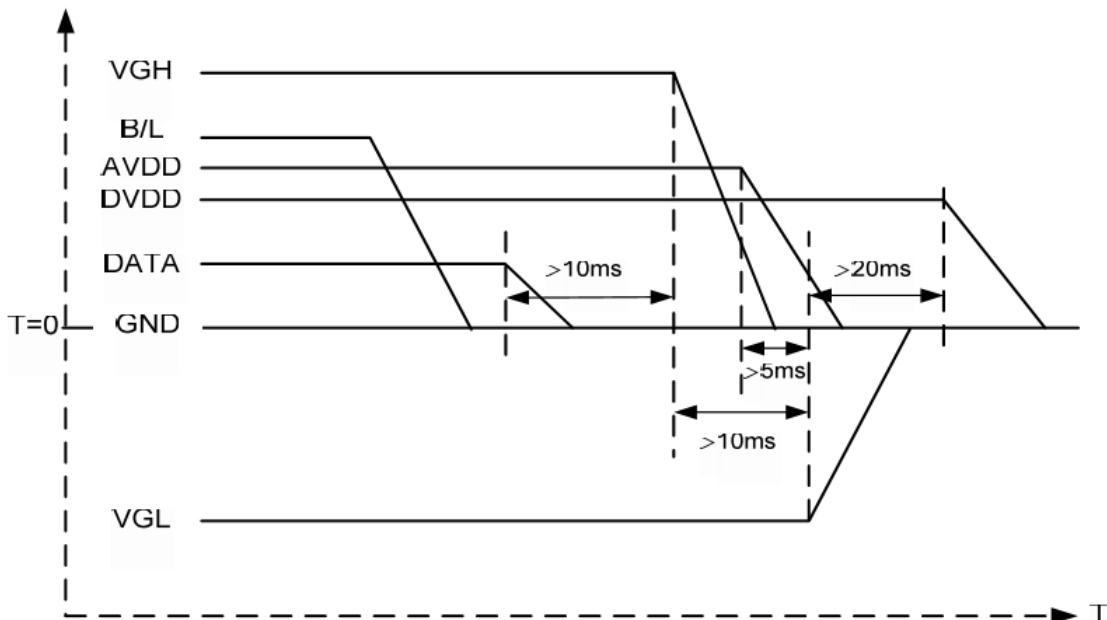 VGH
B/L
AVDD
DVDD
DATA
>10ms
>20ms
T=0
GND
>5ms
>10ms
VGL
T